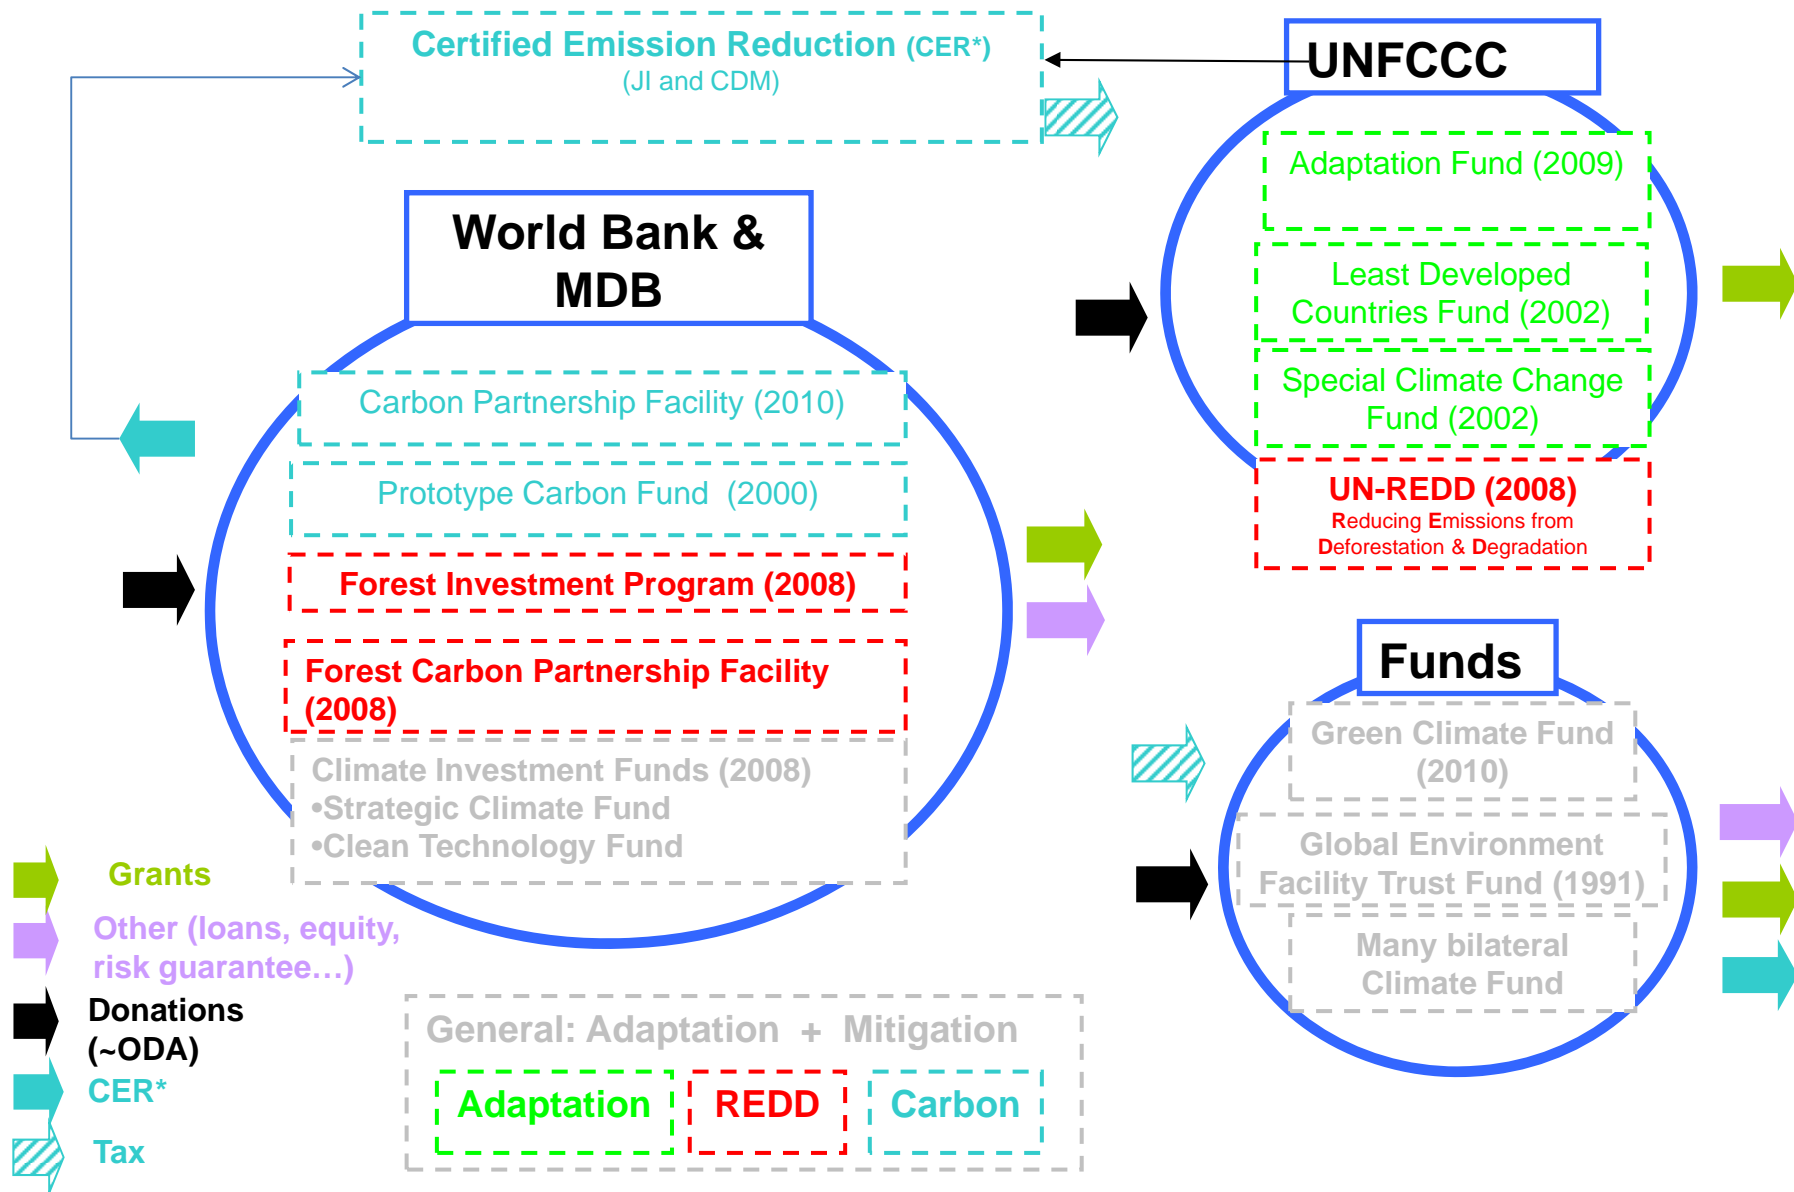 Certified Emission Reduction (CER*)
(JI and CDM)
UNFCCC
Adaptation Fund (2009)
Least Developed
Countries Fund (2002)
Special Climate Change
Fund (2002)
UN-REDD (2008)
Reducing Emissions from
Deforestation & Degradation
World Bank &
MDB
Carbon Partnership Facility (2010)
Prototype Carbon Fund (2000)
Forest Investment Program (2008)
Forest Carbon Partnership Facility
(2008)
Climate Investment Funds (2008)
•Strategic Climate Fund
•Clean Technology Fund
Funds
Green Climate Fund
(2010)
Global Environment
Facility Trust Fund (1991)
Many bilateral
Climate Fund
Grants
Other (loans, equity,
risk guarantee…)
Donations
(~ODA)
CER*
Tax
General: Adaptation + Mitigation
Adaptation
REDD
Carbon